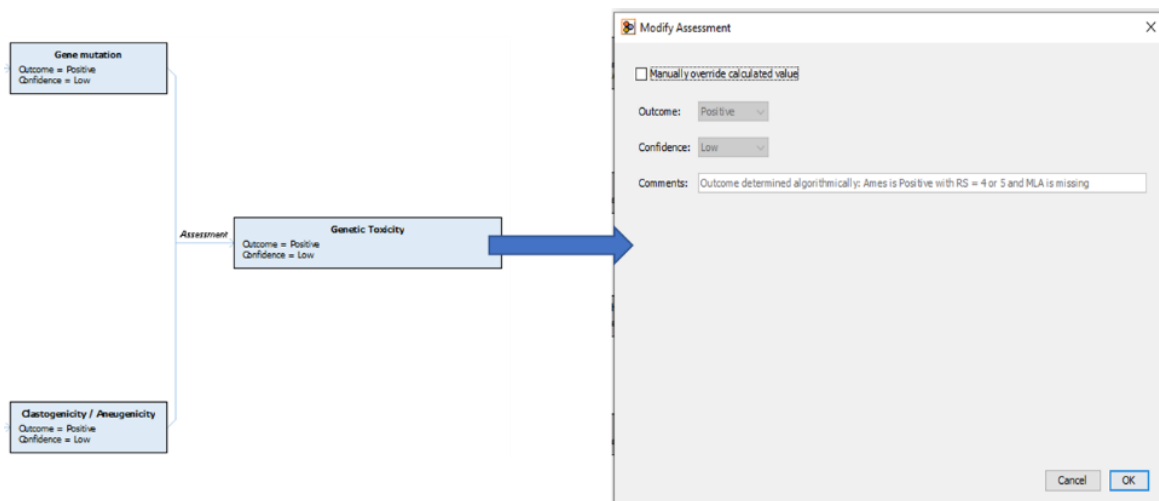 Gene mutation
Outcome = Positive
Confidence = Low
Assessment
Genetic Toxicity
Outcome = Positive
Confidence = Low
Clastogenicity / Aneugenicity
Outcome = Positive
Confidence = Low
Modify Assessment
Manually override calculated value
Outcome: Positive
Confidence: Low
Comments: Outcome determined algorithmically: Ames is Positive with RS = 4 or 5 and MLA is missing
Cancel OK